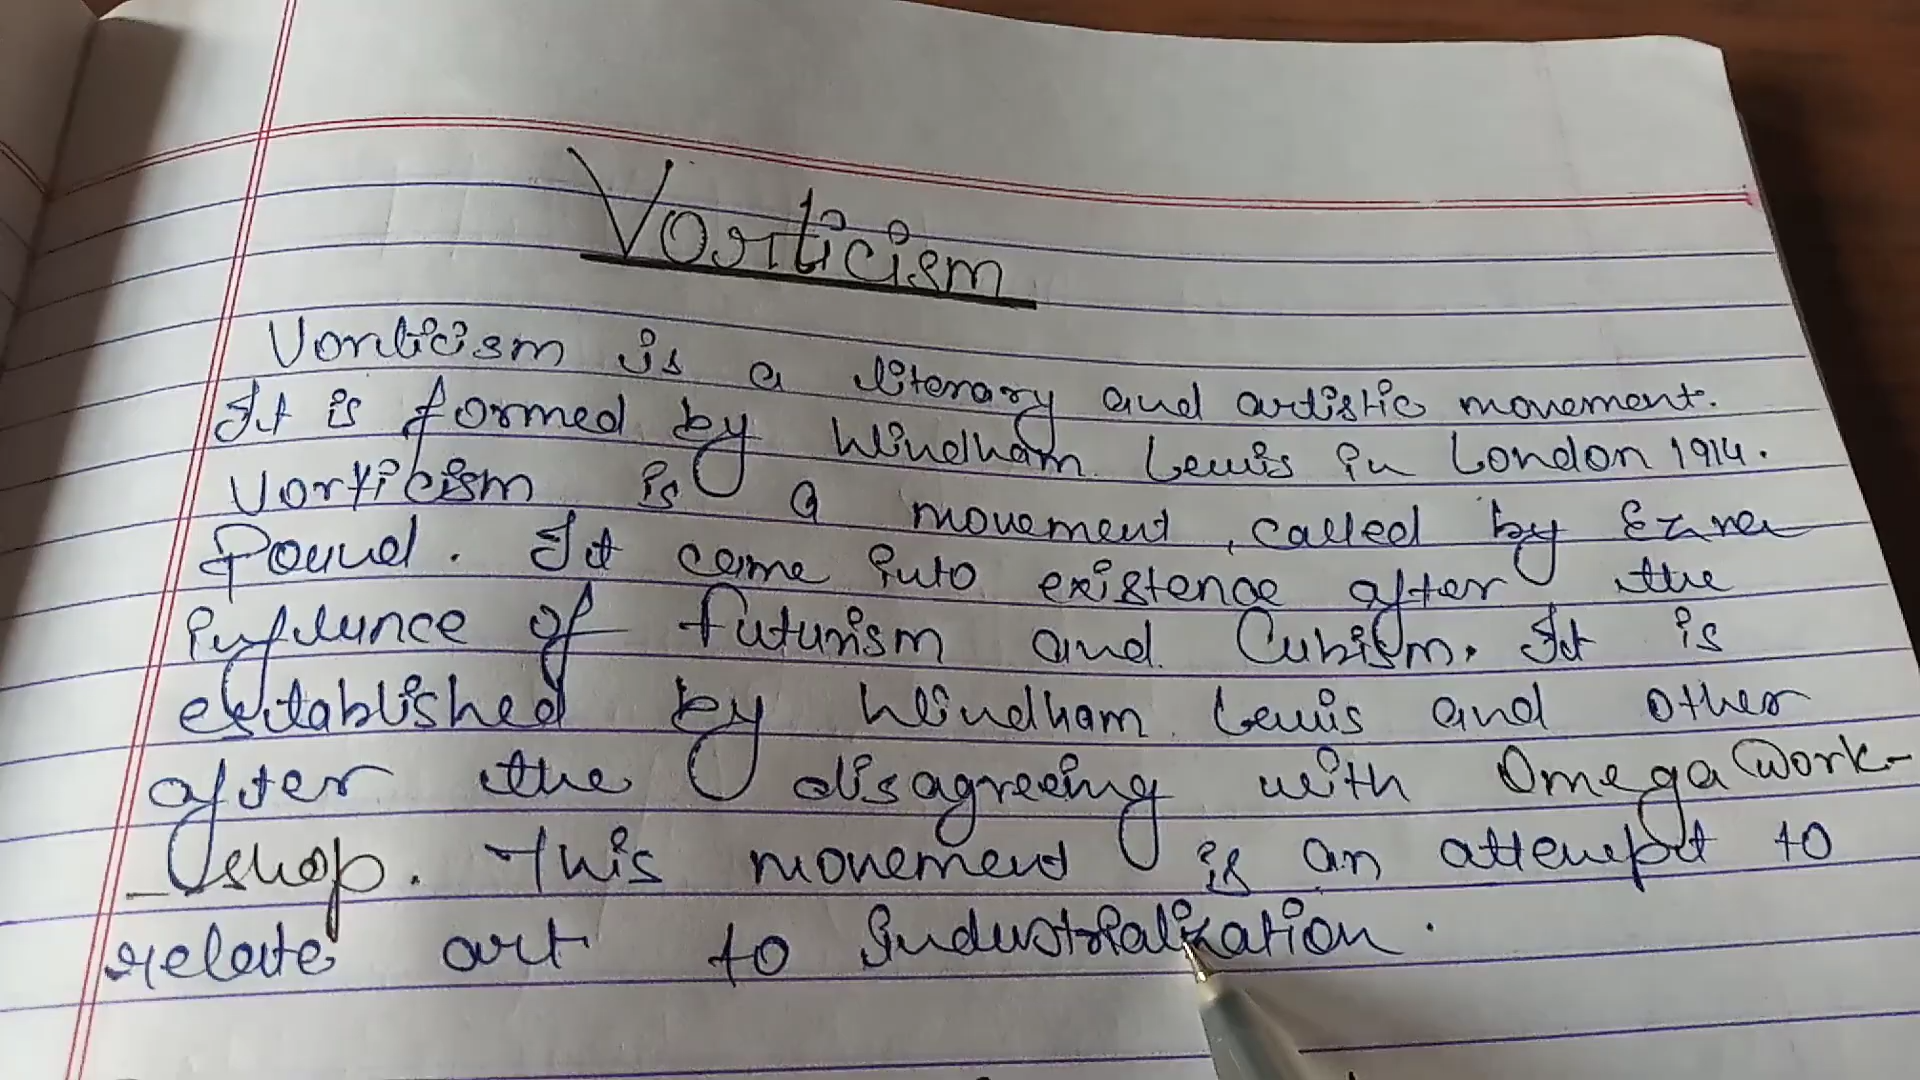 Vorticism
Vorticism is a literary and artistic movement.
It is formed by Windham Lewis in London 1914.
Vorticism is a movement, called by Ezra
Pound. It came into existence after the
influnce of futurism and Cubism. It is
established by Windham Lewis and other
after the disagreeing with Omega Work-
shop. This movement is an attempt to
relate art to industrialization.